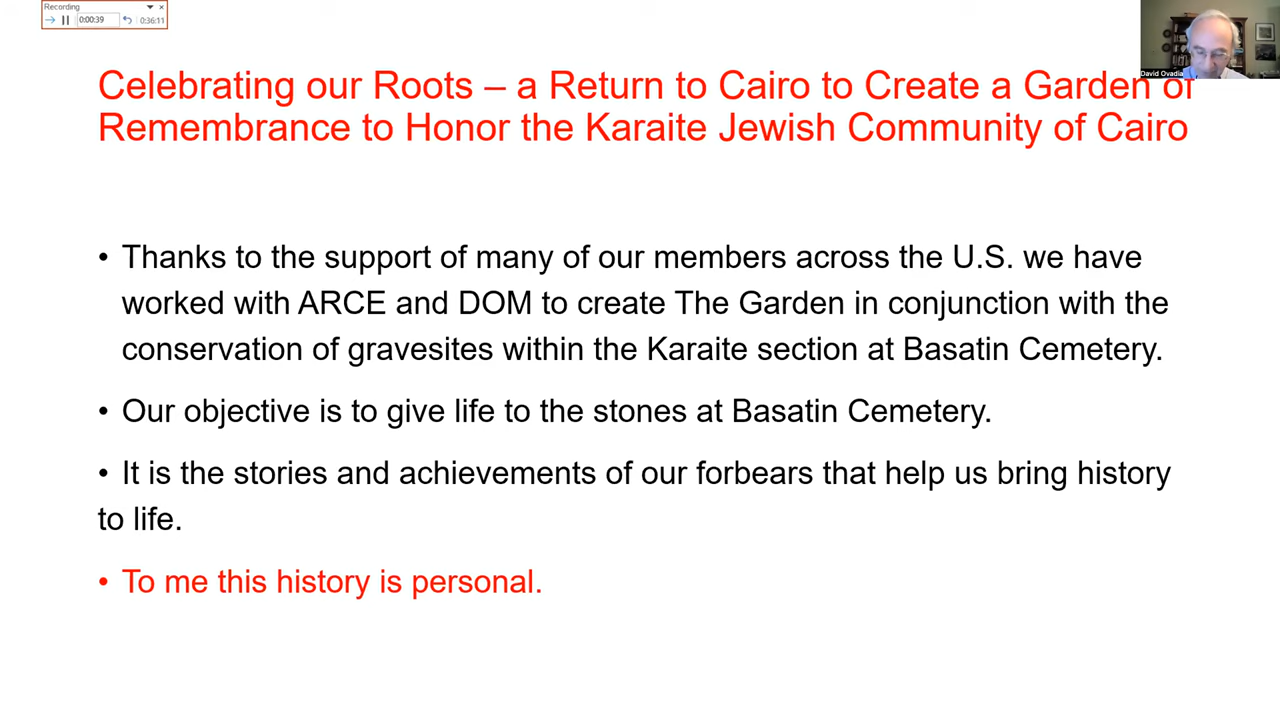 Recording
0:00:39
0:36:11
David Ovadia
Celebrating our Roots – a Return to Cairo to Create a Garden of
Remembrance to Honor the Karaite Jewish Community of Cairo
• Thanks to the support of many of our members across the U.S. we have
worked with ARCE and DOM to create The Garden in conjunction with the
conservation of gravesites within the Karaite section at Basatin Cemetery.
• Our objective is to give life to the stones at Basatin Cemetery.
• It is the stories and achievements of our forbears that help us bring history
to life.
• To me this history is personal.